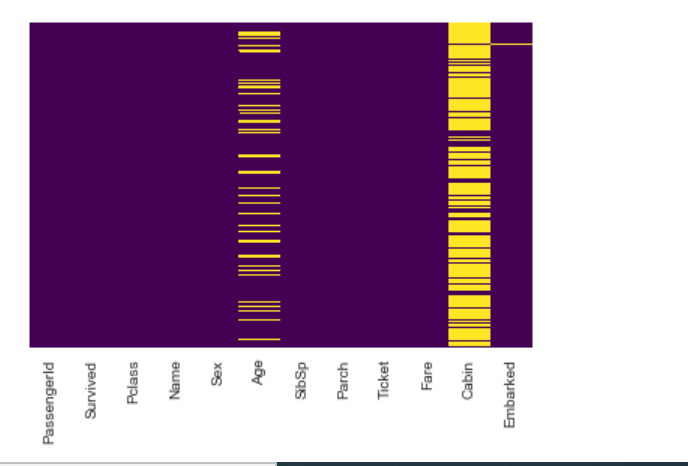 PassengerId
Survived
Pclass
Name
Sex
Age
SibSp
Parch
Ticket
Fare
Cabin
Embarked